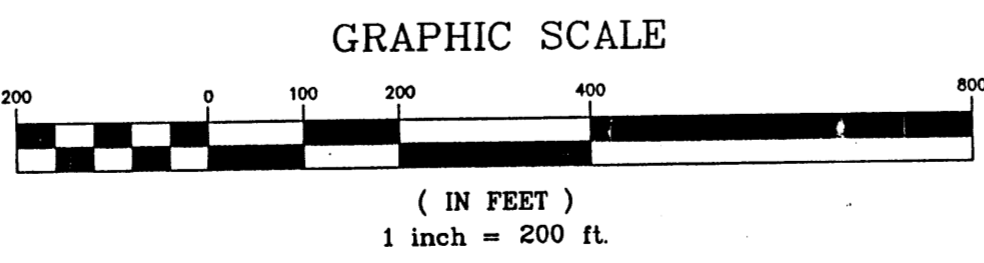 GRAPHIC SCALE
200 0 100 200 400 800
( IN FEET )
1 inch = 200 ft.